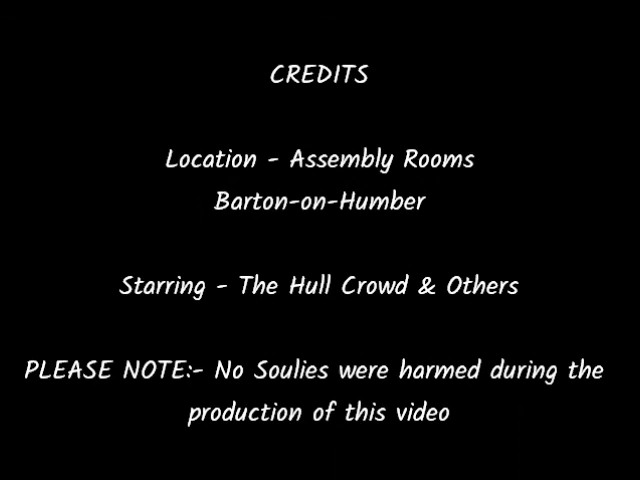 CREDITS
Location - Assembly Rooms
Barton-on-Humber
Starring - The Hull Crowd & Others
PLEASE NOTE:- No Soulies were harmed during the
production of this video